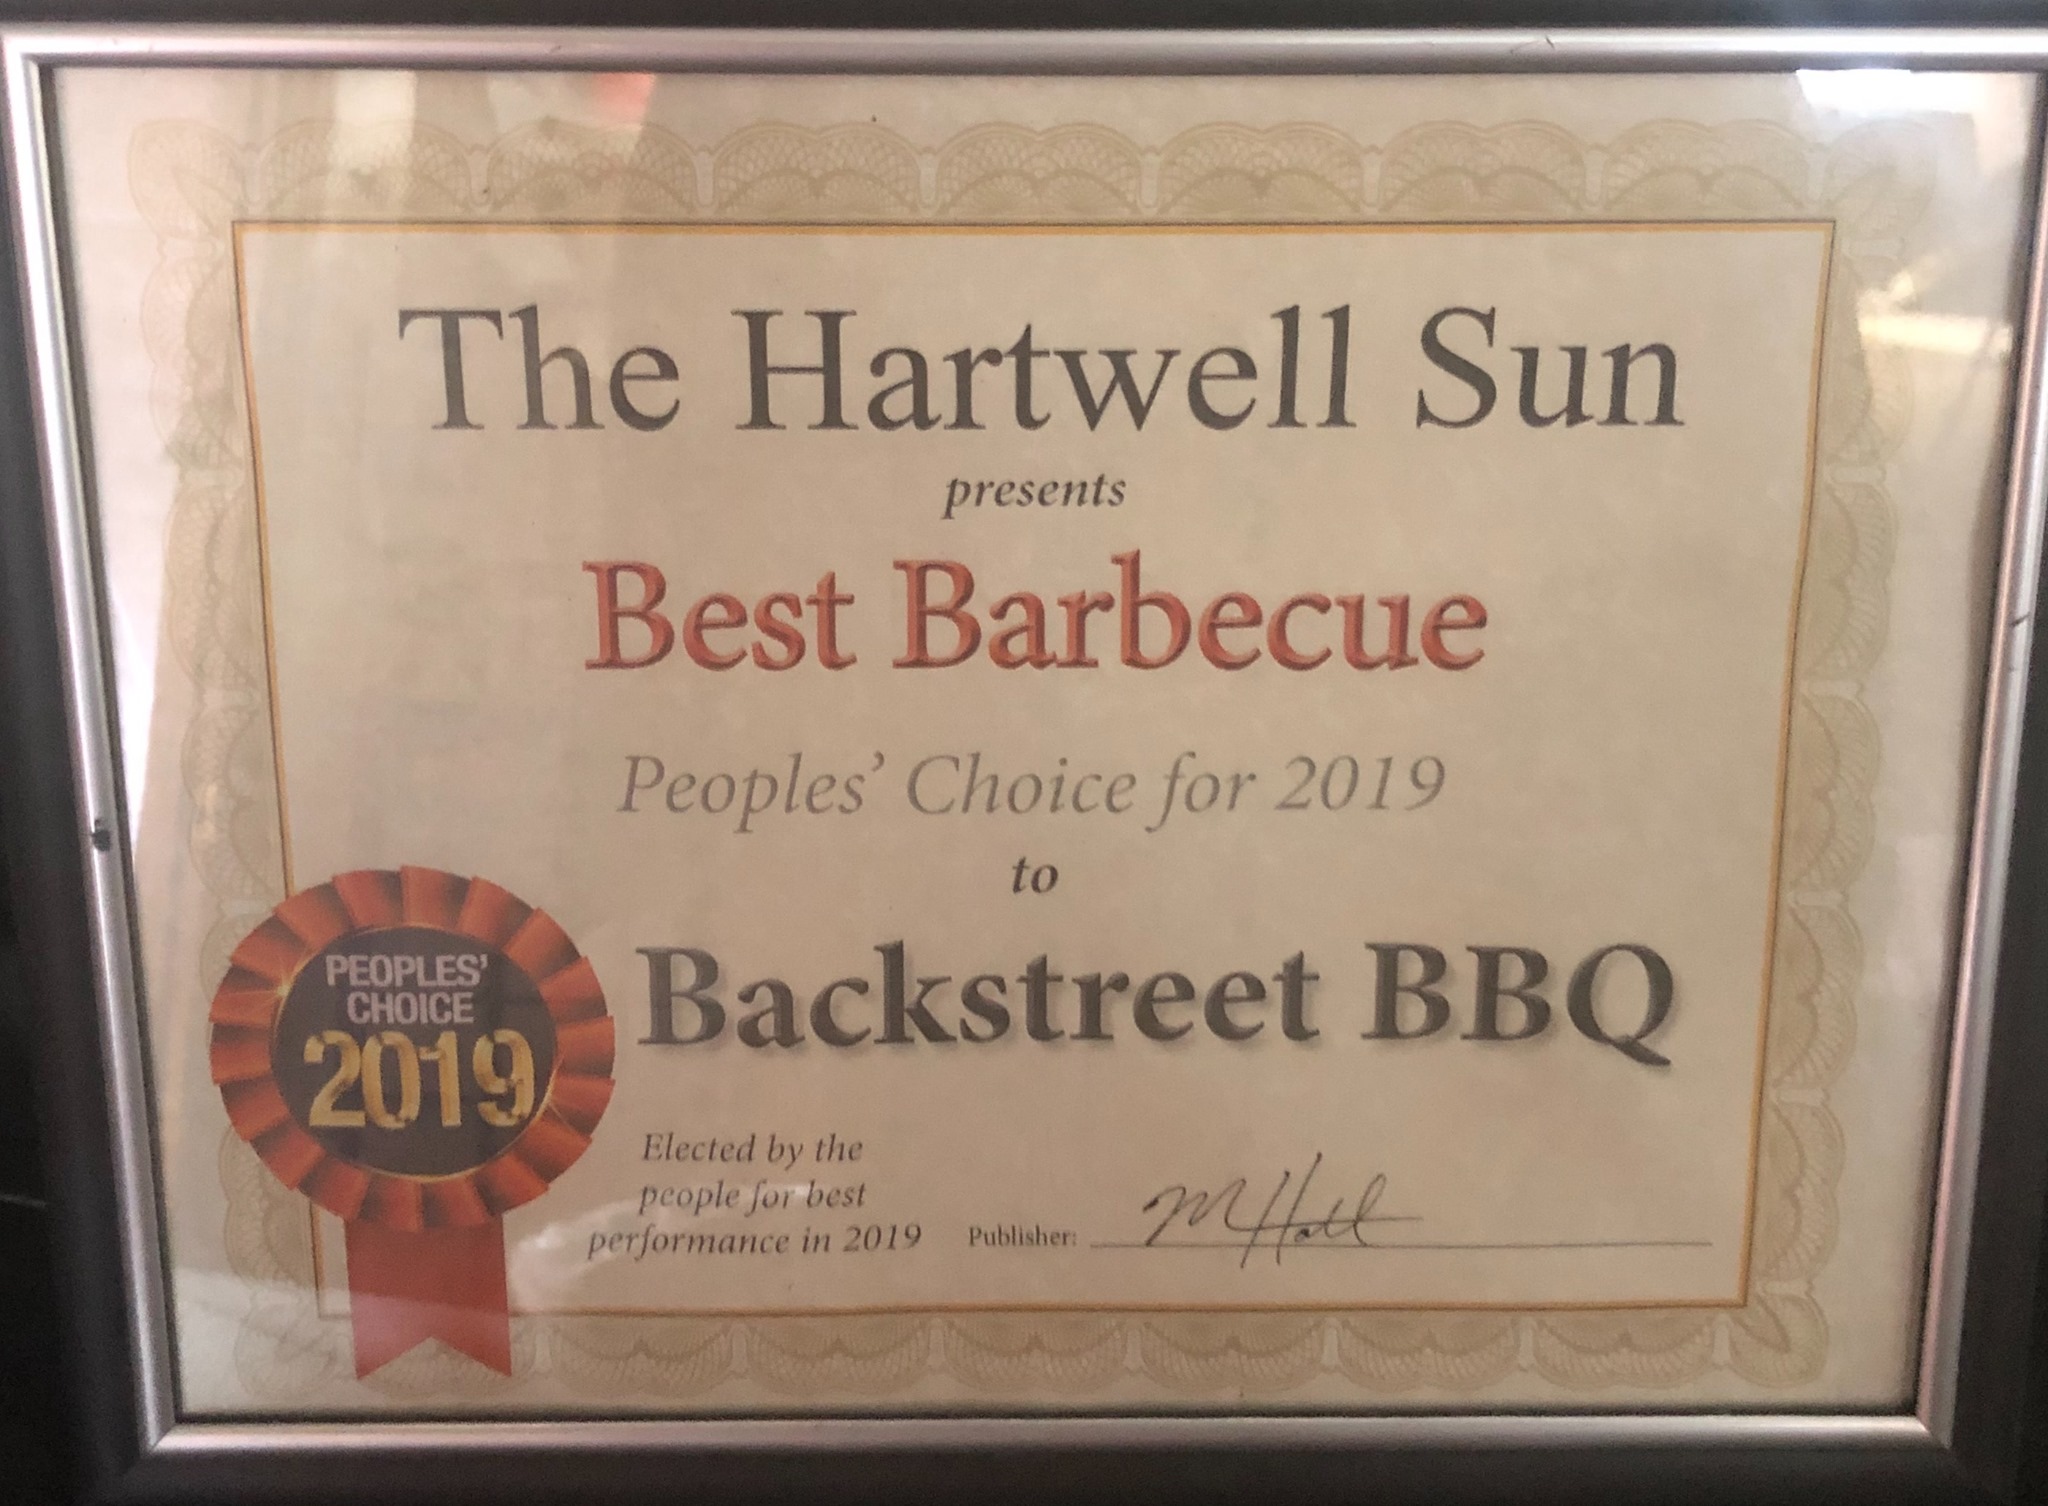 The Hartwell Sun
presents
Best Barbecue
Peoples' Choice for 2019
to
Backstreet BBQ
PEOPLES'
CHOICE
2019
Elected by the
people for best
performance in 2019
Publisher: M Hall